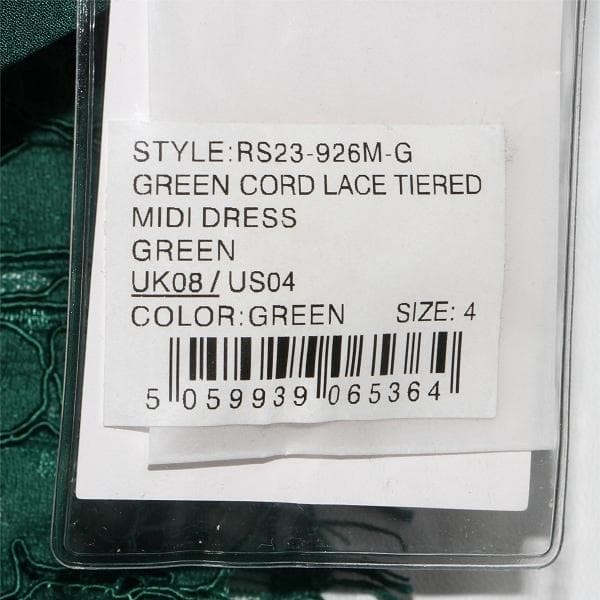 STYLE:RS23-926M-G
GREEN CORD LACE TIERED
MIDI DRESS
GREEN
UK08 / US04
COLOR:GREEN SIZE: 4
5 059939 065364